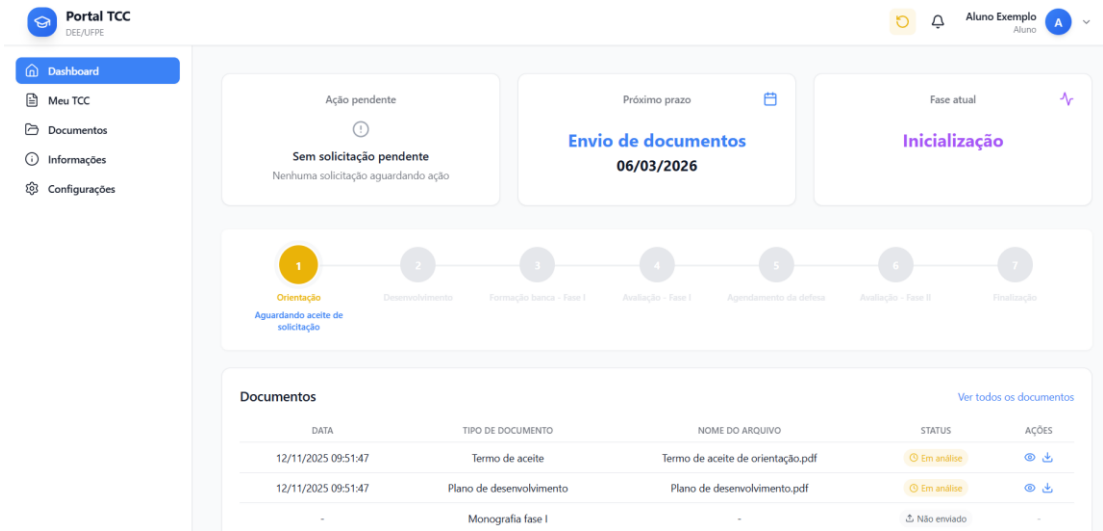 Portal TCC
DEE/UFPE
Aluno Exemplo
Aluno
A
Dashboard
Meu TCC
Documentos
Informações
Configurações
Ação pendente
Sem solicitação pendente
Nenhuma solicitação aguardando ação
Próximo prazo
Envio de documentos
06/03/2026
Fase atual
Inicialização
1
2
3
4
5
6
7
Orientação
Desenvolvimento
Formação banca - Fase I
Avaliação - Fase I
Agendamento da defesa
Avaliação - Fase II
Finalização
Aguardando aceite de
solicitação
Documentos
Ver todos os documentos
DATA TIPO DE DOCUMENTO NOME DO ARQUIVO STATUS AÇÕES
12/11/2025 09:51:47 Termo de aceite Termo de aceite de orientação.pdf Em análise
12/11/2025 09:51:47 Plano de desenvolvimento Plano de desenvolvimento.pdf Em análise
- Monografia fase I - Não enviado -